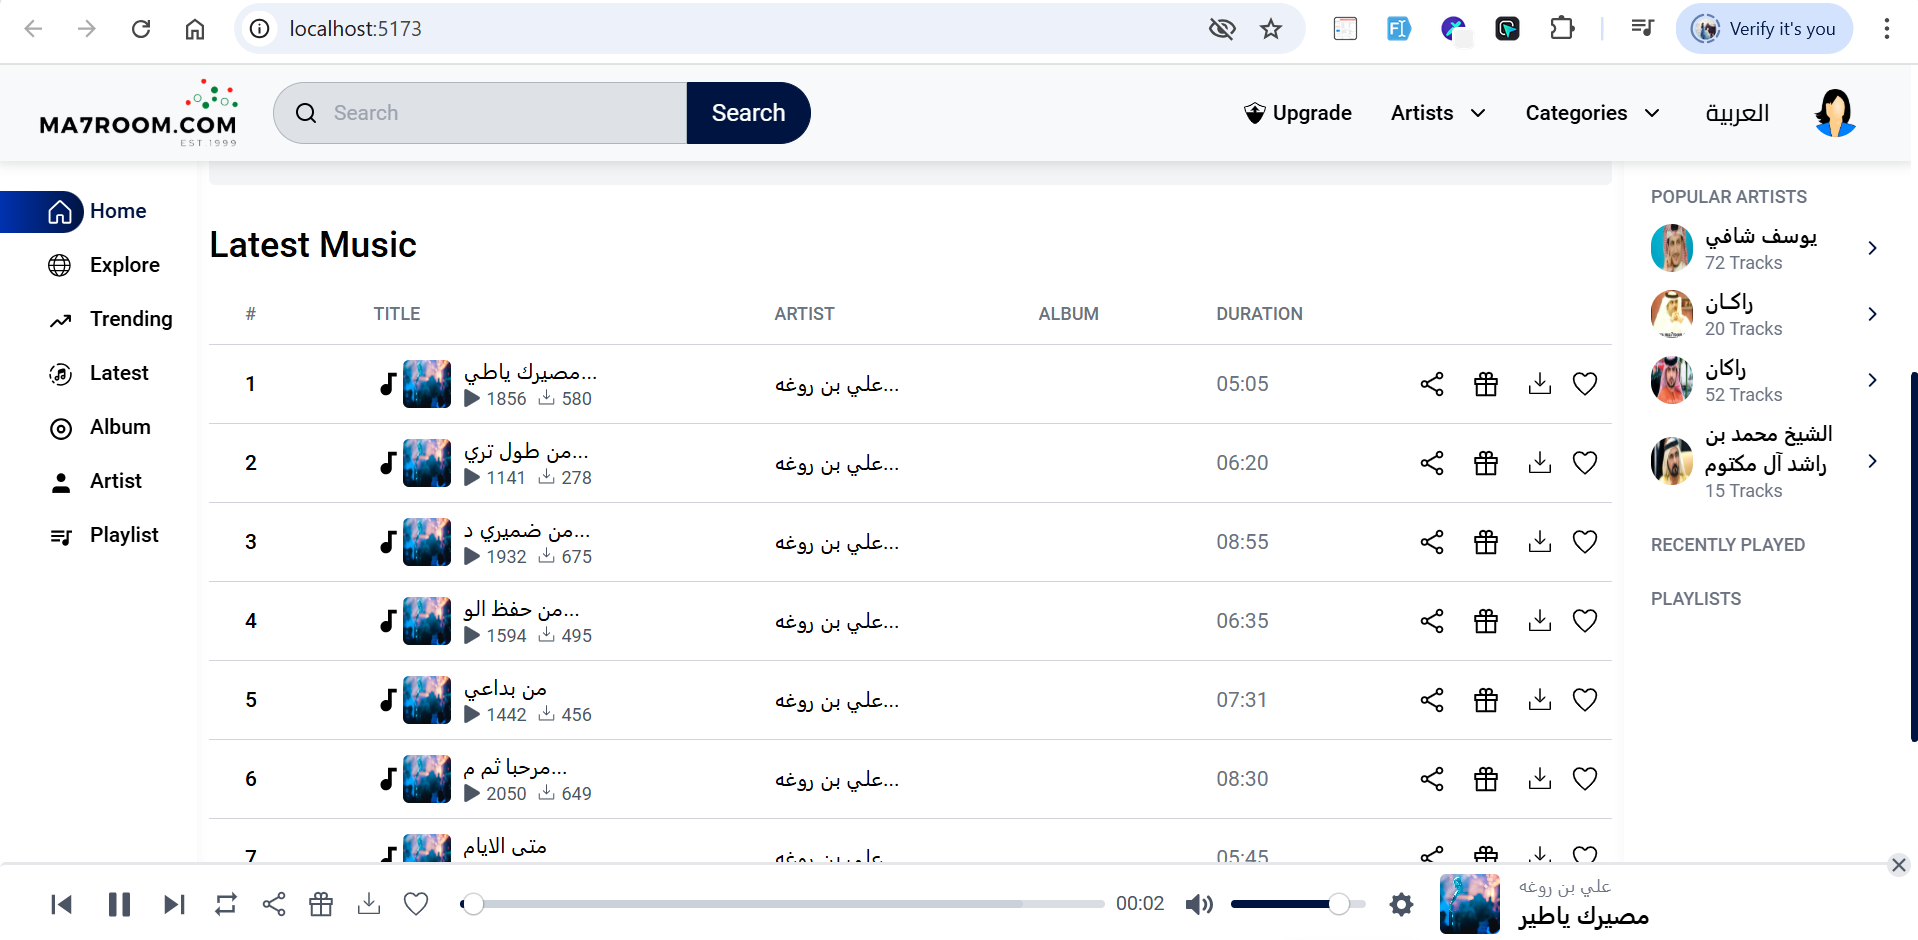 localhost:5173
Verify it's you
MA7ROOM.COM
EST.1999
Search
Search
Upgrade
Artists
Categories
العربية
Home
Explore
Trending
Latest
Album
Artist
Playlist
Latest Music
# TITLE ARTIST ALBUM DURATION
1 مصيرك ياطي... علي بن روغه... 05:05
1856 580
2 من طول تري... علي بن روغه... 06:20
1141 278
3 من ضميري د... علي بن روغه... 08:55
1932 675
4 من حفظ الو... علي بن روغه... 06:35
1594 495
5 من بداعي علي بن روغه... 07:31
1442 456
6 مرحبا ثم م... علي بن روغه... 08:30
2050 649
7 متى الايام علي بن روغه... 05:45
POPULAR ARTISTS
يوسف شافي
72 Tracks
راكـان
20 Tracks
راكان
52 Tracks
الشيخ محمد بن
راشد آل مكتوم
15 Tracks
RECENTLY PLAYED
PLAYLISTS
00:02
علي بن روغه
مصيرك ياطير